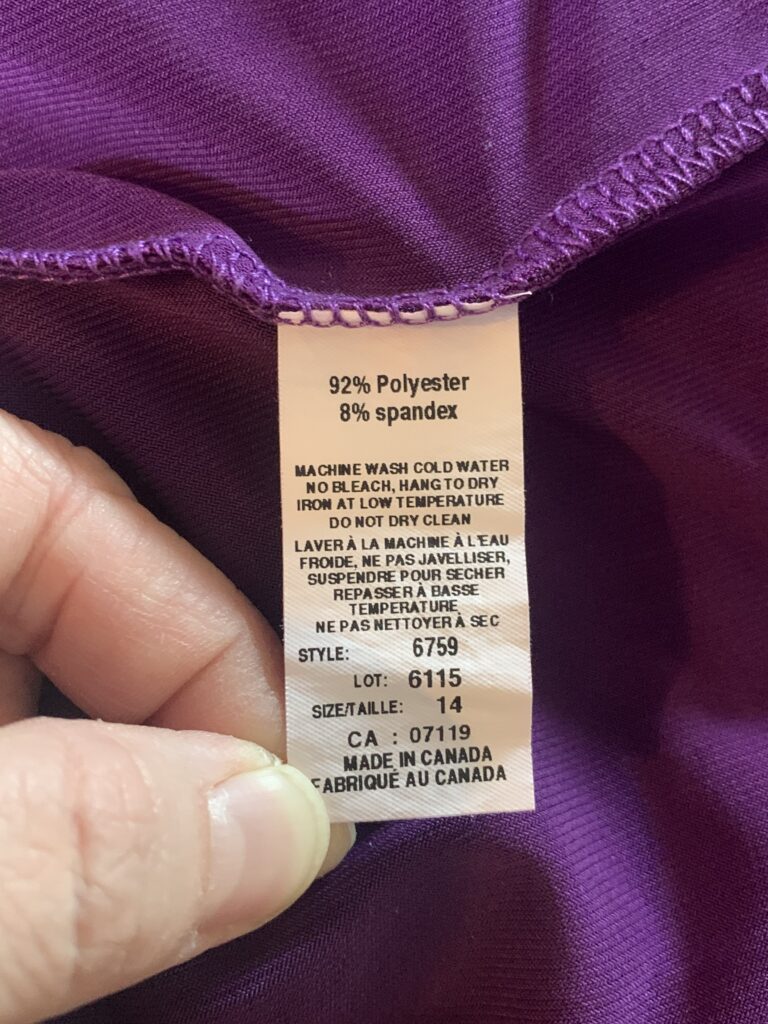 92% Polyester
8% spandex
MACHINE WASH COLD WATER
NO BLEACH, HANG TO DRY
IRON AT LOW TEMPERATURE
DO NOT DRY CLEAN
LAVER À LA MACHINE À L'EAU
FROIDE, NE PAS JAVELLISER,
SUSPENDRE POUR SECHER
REPASSER À BASSE
TEMPERATURE
NE PAS NETTOYER À SEC
STYLE: 6759
LOT: 6115
SIZE/TAILLE: 14
CA : 07119
MADE IN CANADA
FABRIQUÉ AU CANADA